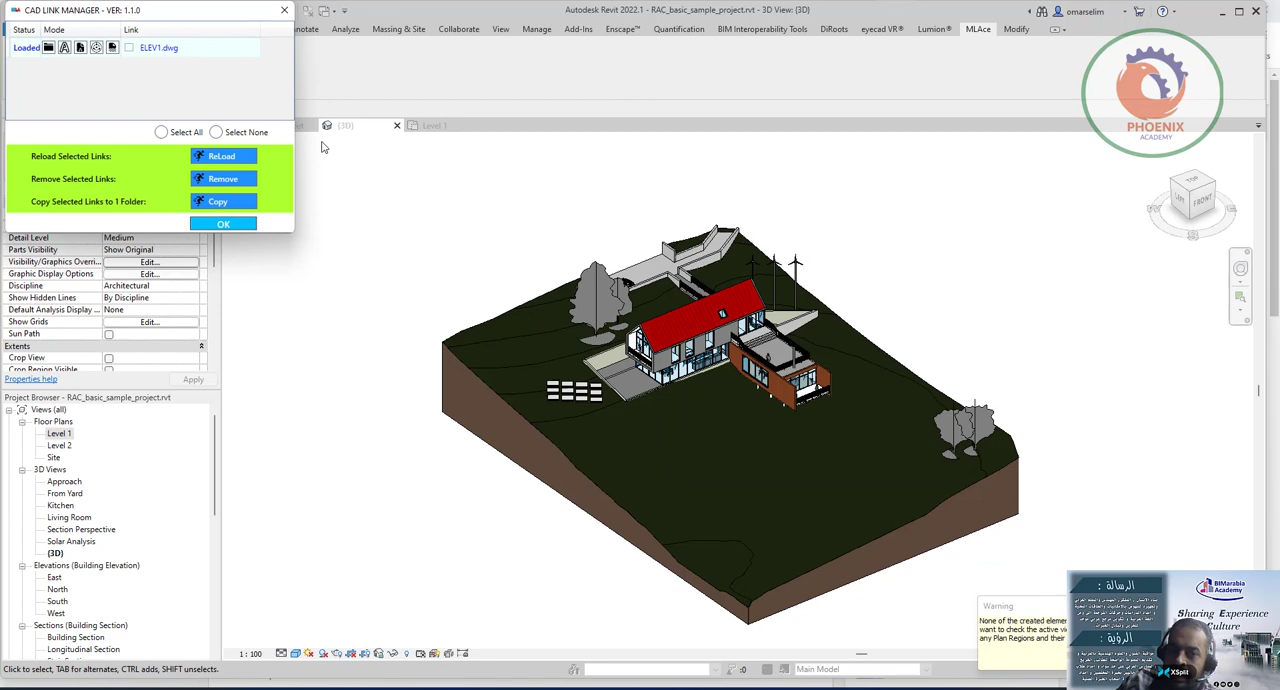 CAD LINK MANAGER - VER: 1.1.0
Autodesk Revit 2022.1 - RAC_basic_sample_project.rvt - 3D View: {3D}
omarselim
Status Mode Link
Loaded ELEV1.dwg
Select All Select None
Reload Selected Links: ReLoad
Remove Selected Links: Remove
Copy Selected Links to 1 Folder: Copy
OK
notate Analyze Massing & Site Collaborate View Manage Add-Ins Enscape™ Quantification BIM Interoperability Tools DiRoots eyecad VR® Lumion® MLAce Modify
{3D} Level 1
PHOENIX
ACADEMY
TOP
LEFT FRONT
Detail Level Medium
Parts Visibility Show Original
Visibility/Graphics Overri... Edit...
Graphic Display Options Edit...
Discipline Architectural
Show Hidden Lines By Discipline
Default Analysis Display ... None
Show Grids Edit...
Sun Path
Extents
Crop View
Crop Region Visible
Properties help Apply
Project Browser - RAC_basic_sample_project.rvt
Views (all)
Floor Plans
Level 1
Level 2
Site
3D Views
Approach
From Yard
Kitchen
Living Room
Section Perspective
Solar Analysis
{3D}
Elevations (Building Elevation)
East
North
South
West
Sections (Building Section)
Building Section
Longitudinal Section
1 : 100
Click to select, TAB for alternates, CTRL adds, SHIFT unselects.
:0 Main Model
Warning
None of the created elemen
want to check the active vi
any Plan Regions and their
الرسالة :
الرؤية :
BIMarabia
Academy
Sharing Experience
Culture
XSplit